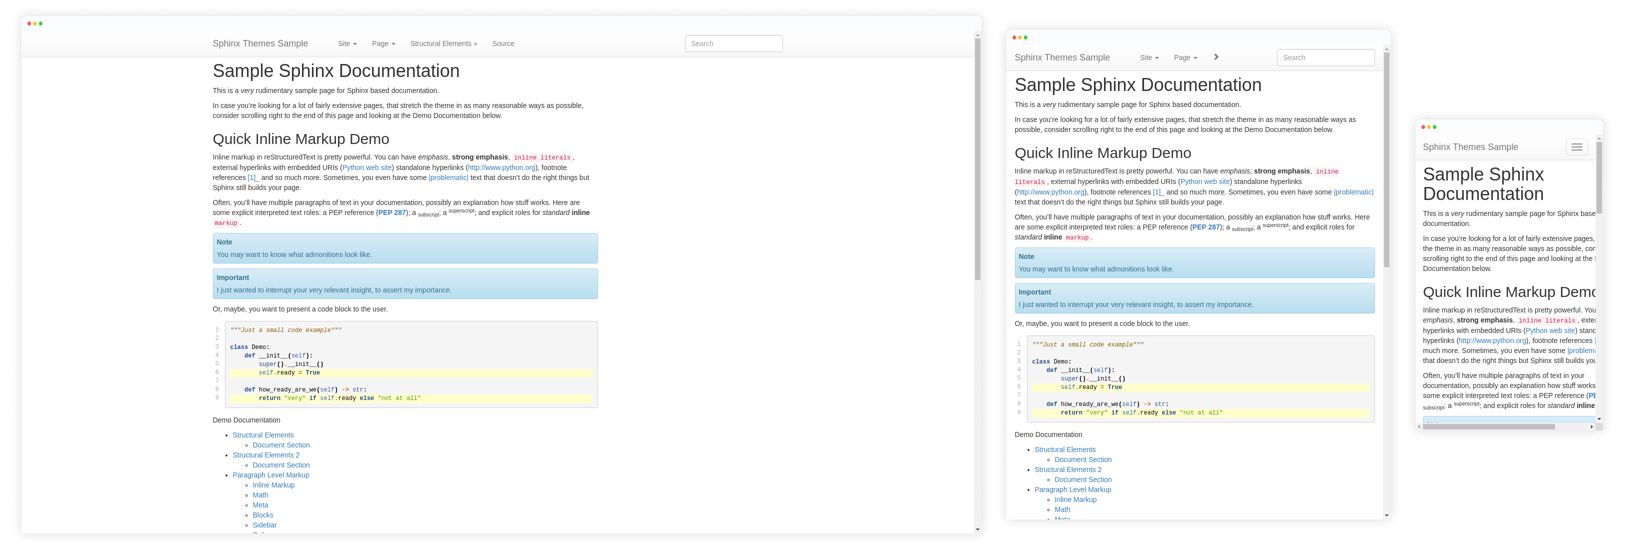 Sphinx Themes Sample Site Page Structural Elements » Source Search
Sample Sphinx Documentation
This is a very rudimentary sample page for Sphinx based documentation.
In case you're looking for a lot of fairly extensive pages, that stretch the theme in as many reasonable ways as possible,
consider scrolling right to the end of this page and looking at the Demo Documentation below.
Quick Inline Markup Demo
Inline markup in reStructuredText is pretty powerful. You can have emphasis, strong emphasis, inline literals,
external hyperlinks with embedded URIs (Python web site) standalone hyperlinks (http://www.python.org), footnote
references [1]_ and so much more. Sometimes, you even have some |problematic| text that doesn't do the right things but
Sphinx still builds your page.
Often, you'll have multiple paragraphs of text in your documentation, possibly an explanation how stuff works. Here are
some explicit interpreted text roles: a PEP reference (PEP 287); a subscript; a superscript; and explicit roles for standard inline
markup.
Note
You may want to know what admonitions look like.
Important
I just wanted to interrupt your very relevant insight, to assert my importance.
Or, maybe, you want to present a code block to the user.
1 """Just a small code example"""
2
3 class Demo:
4 def __init__(self):
5 super().__init__()
6 self.ready = True
7
8 def how_ready_are_we(self) -> str:
9 return "very" if self.ready else "not at all"
Demo Documentation
• Structural Elements
◦ Document Section
• Structural Elements 2
◦ Document Section
• Paragraph Level Markup
◦ Inline Markup
◦ Math
◦ Meta
◦ Blocks
◦ Sidebar
Sphinx Themes Sample Site Page Search
Sample Sphinx Documentation
This is a very rudimentary sample page for Sphinx based documentation.
In case you're looking for a lot of fairly extensive pages, that stretch the theme in as many reasonable ways as
possible, consider scrolling right to the end of this page and looking at the Demo Documentation below.
Quick Inline Markup Demo
Inline markup in reStructuredText is pretty powerful. You can have emphasis, strong emphasis, inline
literals, external hyperlinks with embedded URIs (Python web site) standalone hyperlinks
(http://www.python.org), footnote references [1]_ and so much more. Sometimes, you even have some |problematic|
text that doesn't do the right things but Sphinx still builds your page.
Often, you'll have multiple paragraphs of text in your documentation, possibly an explanation how stuff works. Here
are some explicit interpreted text roles: a PEP reference (PEP 287); a subscript; a superscript; and explicit roles for
standard inline markup.
Note
You may want to know what admonitions look like.
Important
I just wanted to interrupt your very relevant insight, to assert my importance.
Or, maybe, you want to present a code block to the user.
1 """Just a small code example"""
2
3 class Demo:
4 def __init__(self):
5 super().__init__()
6 self.ready = True
7
8 def how_ready_are_we(self) -> str:
9 return "very" if self.ready else "not at all"
Demo Documentation
• Structural Elements
◦ Document Section
• Structural Elements 2
◦ Document Section
• Paragraph Level Markup
◦ Inline Markup
◦ Math
Sphinx Themes Sample
Sample Sphinx
Documentation
This is a very rudimentary sample page for Sphinx base
documentation.
In case you're looking for a lot of fairly extensive pages,
the theme in as many reasonable ways as possible, con
scrolling right to the end of this page and looking at the
Documentation below.
Quick Inline Markup Demo
Inline markup in reStructuredText is pretty powerful. You
emphasis, strong emphasis, inline literals, exter
hyperlinks with embedded URIs (Python web site) stand
hyperlinks (http://www.python.org), footnote references
much more. Sometimes, you even have some |problema
that doesn't do the right things but Sphinx still builds you
Often, you'll have multiple paragraphs of text in your
documentation, possibly an explanation how stuff works
some explicit interpreted text roles: a PEP reference (PE
subscript; a superscript; and explicit roles for standard inline